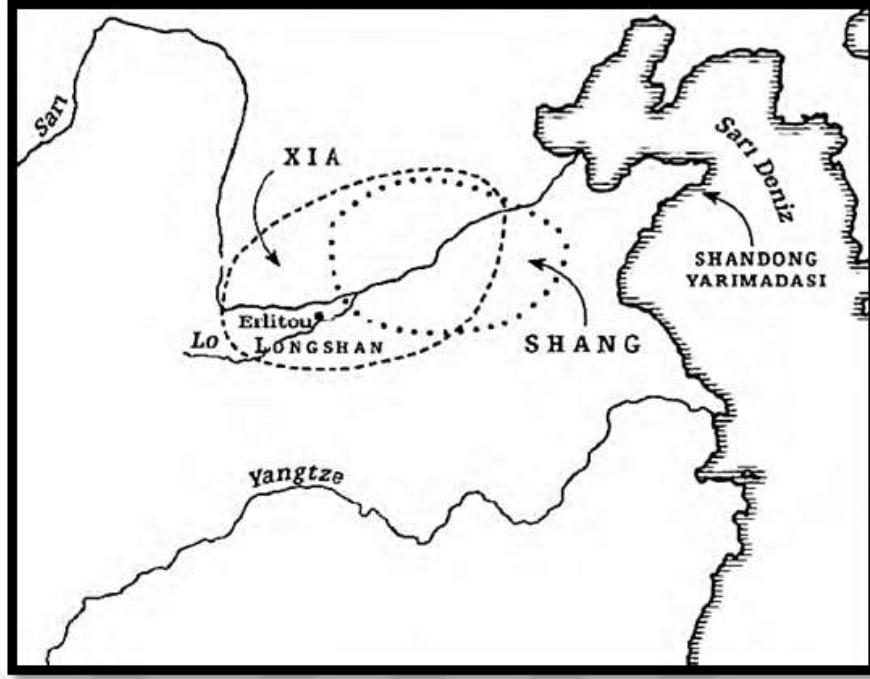 Sarı
XIA
Sarı Deniz
SHANDONG
YARIMADASI
Erlitou
Lo
LONGSHAN
SHANG
Yangtze